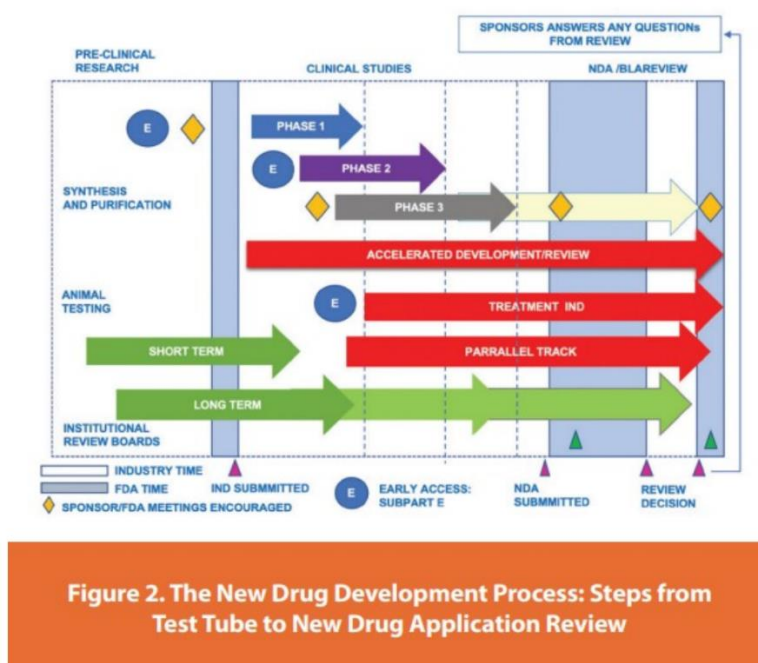 SPONSORS ANSWERS ANY QUESTIONs
FROM REVIEW
PRE-CLINICAL
RESEARCH
CLINICAL STUDIES
NDA /BLAREVIEW
E
PHASE 1
E
PHASE 2
SYNTHESIS
AND PURIFICATION
PHASE 3
ACCELERATED DEVELOPMENT/REVIEW
ANIMAL
TESTING
E
TREATMENT IND
SHORT TERM
PARRALLEL TRACK
LONG TERM
INSTITUTIONAL
REVIEW BOARDS
INDUSTRY TIME
FDA TIME
SPONSOR/FDA MEETINGS ENCOURAGED
IND SUBMMITTED
E
EARLY ACCESS:
SUBPART E
NDA
SUBMMITTED
REVIEW
DECISION
Figure 2. The New Drug Development Process: Steps from
Test Tube to New Drug Application Review